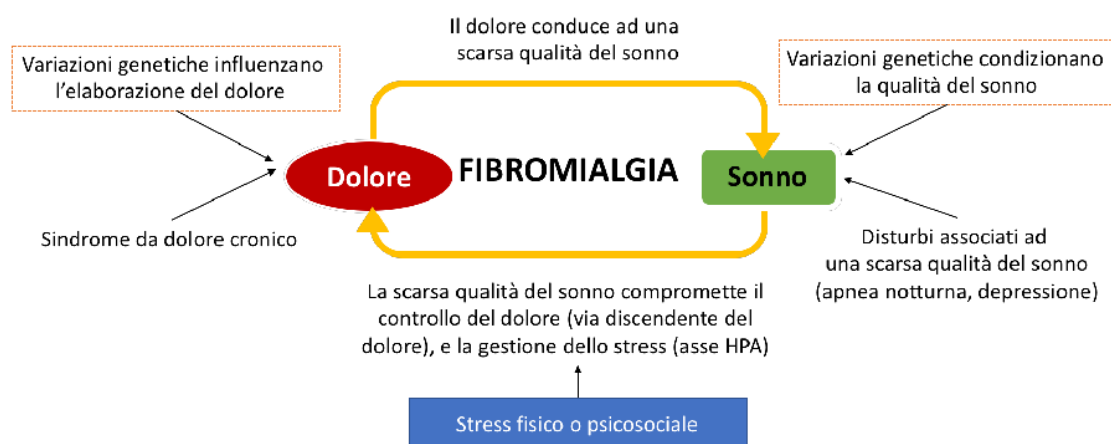 Il dolore conduce ad una
scarsa qualità del sonno
Variazioni genetiche influenzano
l'elaborazione del dolore
Variazioni genetiche condizionano
la qualità del sonno
Dolore
FIBROMIALGIA
Sonno
Sindrome da dolore cronico
Disturbi associati ad
una scarsa qualità del sonno
(apnea notturna, depressione)
La scarsa qualità del sonno compromette il
controllo del dolore (via discendente del
dolore), e la gestione dello stress (asse HPA)
Stress fisico o psicosociale